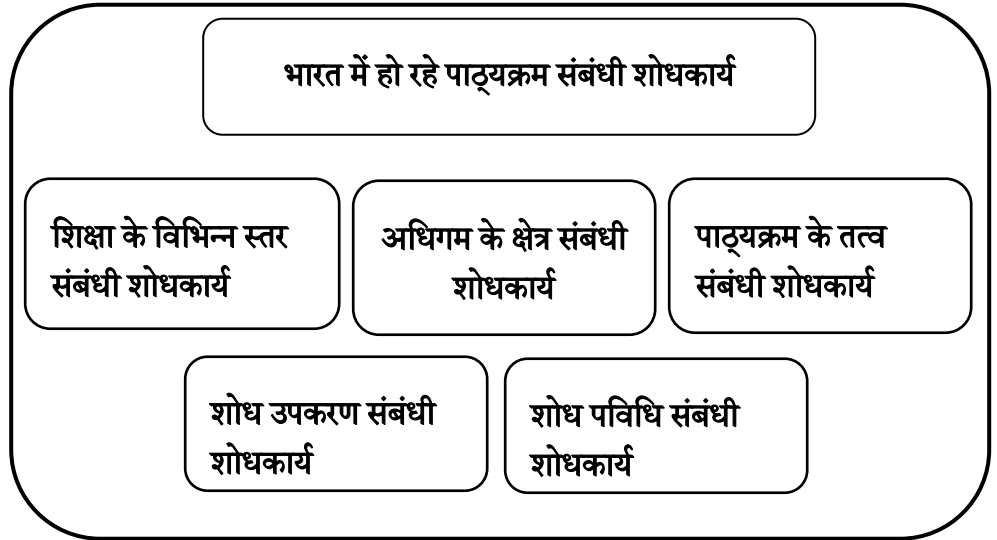 भारत में हो रहे पाठ्यक्रम संबंधी शोधकार्य
शिक्षा के विभिन्न स्तर
संबंधी शोधकार्य
अधिगम के क्षेत्र संबंधी
शोधकार्य
पाठ्यक्रम के तत्व
संबंधी शोधकार्य
शोध उपकरण संबंधी
शोधकार्य
शोध पविधि संबंधी
शोधकार्य